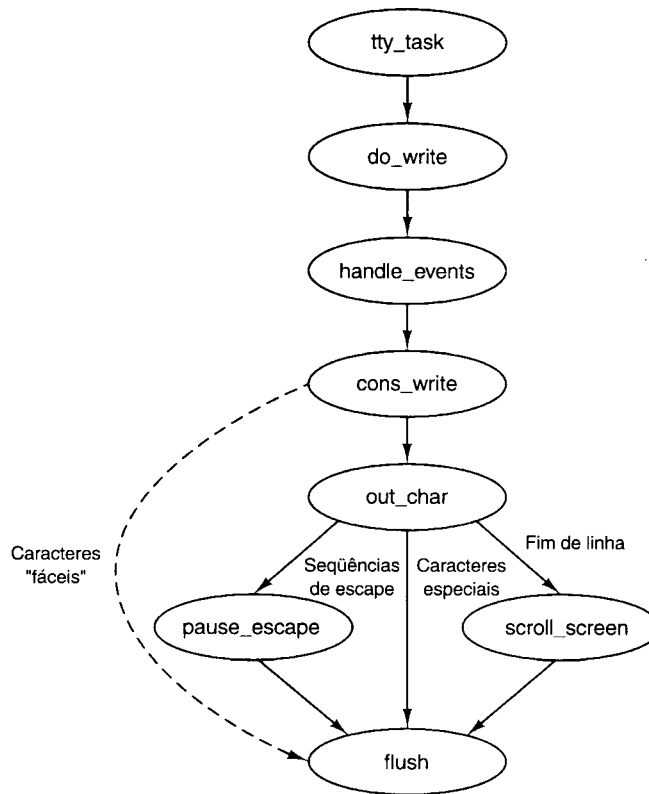 tty_task
do_write
handle_events
cons_write
out_char
Caracteres
"fáceis"
Seqüências
de escape
Caracteres
especiais
Fim de linha
pause_escape
scroll_screen
flush